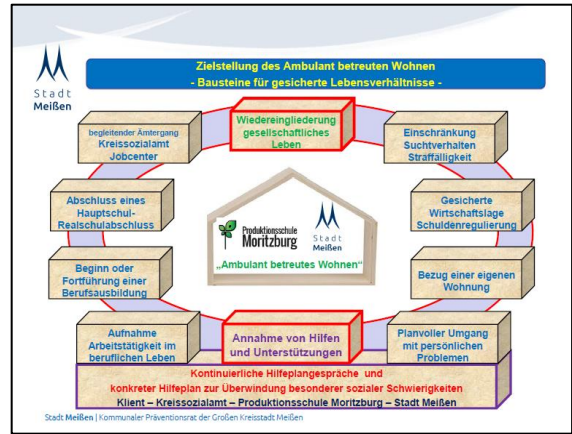 Stadt
Meißen
Zielstellung des Ambulant betreuten Wohnen
- Bausteine für gesicherte Lebensverhältnisse -
Wiedereingliederung
gesellschaftliches
Leben
begleitender Ämtergang
Kreissozialamt
Jobcenter
Einschränkung
Suchtverhalten
Straffälligkeit
Abschluss eines
Hauptschul-
Realschulabschluss
Gesicherte
Wirtschaftslage
Schuldenregulierung
Produktionsschule
Moritzburg
Stadt
Meißen
„Ambulant betreutes Wohnen“
Beginn oder
Fortführung einer
Berufsausbildung
Bezug einer eigenen
Wohnung
Aufnahme
Arbeitstätigkeit im
beruflichen Leben
Annahme von Hilfen
und Unterstützungen
Planvoller Umgang
mit persönlichen
Problemen
Kontinuierliche Hilfeplangespräche und
konkreter Hilfeplan zur Überwindung besonderer sozialer Schwierigkeiten
Klient – Kreissozialamt – Produktionsschule Moritzburg – Stadt Meißen
Stadt Meißen | Kommunaler Präventionsrat der Großen Kreisstadt Meißen